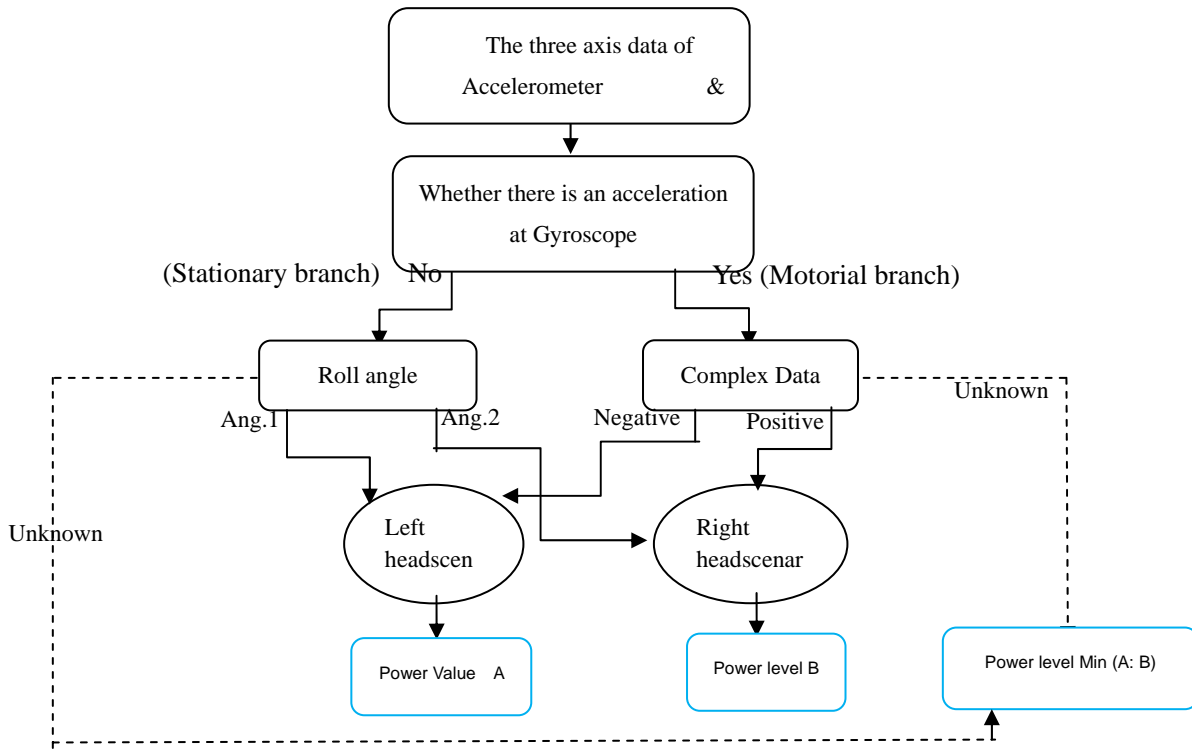 The three axis data of
Accelerometer &
Whether there is an acceleration
at Gyroscope
(Stationary branch) No
Yes (Motorial branch)
Roll angle
Complex Data
Unknown
Ang.1
Ang.2
Negative
Positive
Unknown
Left
headscen
Right
headscenar
Power Value A
Power level B
Power level Min (A: B)